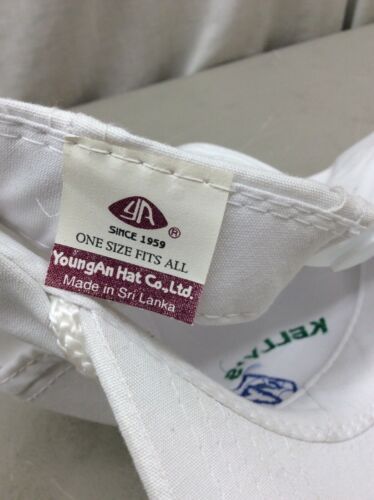 YA ®
SINCE 1959
ONE SIZE FITS ALL
YoungAn Hat Co.,Ltd.
Made in Sri Lanka